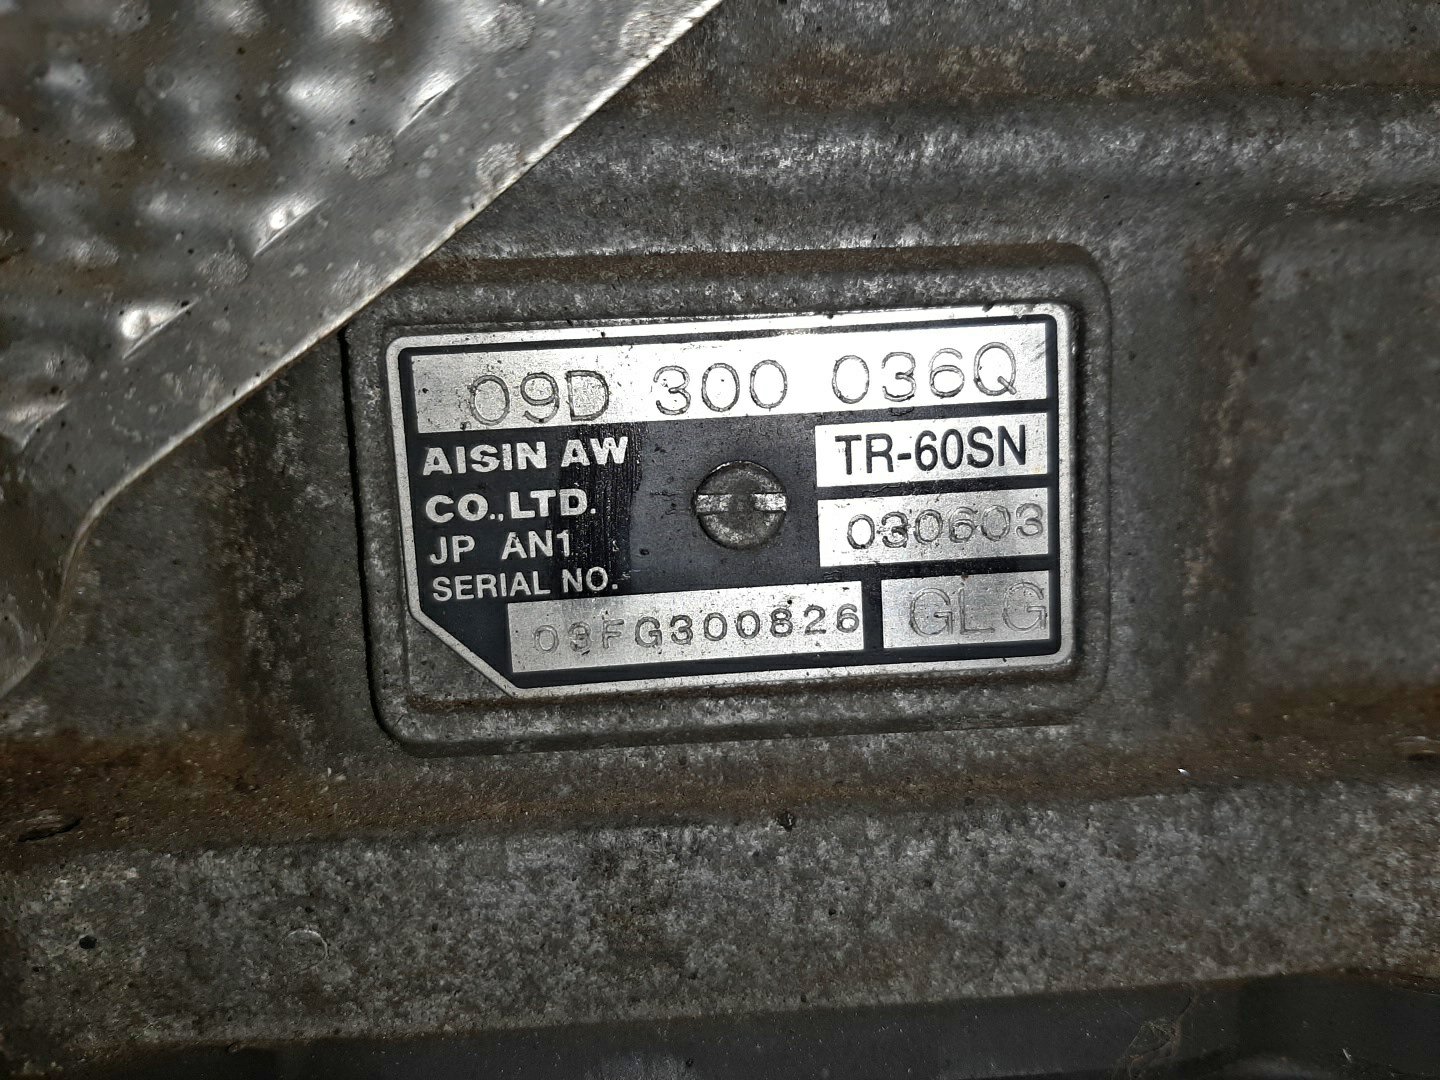 09D 300 036Q
AISIN AW
CO.,LTD.
JP AN1
TR-60SN
030603
SERIAL NO.
03FG300826
GLG